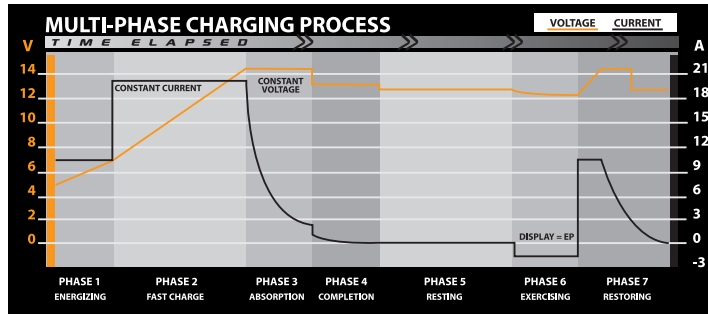 MULTI-PHASE CHARGING PROCESS
VOLTAGE CURRENT
V TIME ELAPSED A
14 21
12 18
10 15
8 12
6 9
4 6
2 3
0 0
-3
CONSTANT CURRENT
CONSTANT
VOLTAGE
DISPLAY = EP
PHASE 1 PHASE 2 PHASE 3 PHASE 4 PHASE 5 PHASE 6 PHASE 7
ENERGIZING FAST CHARGE ABSORPTION COMPLETION RESTING EXERCISING RESTORING